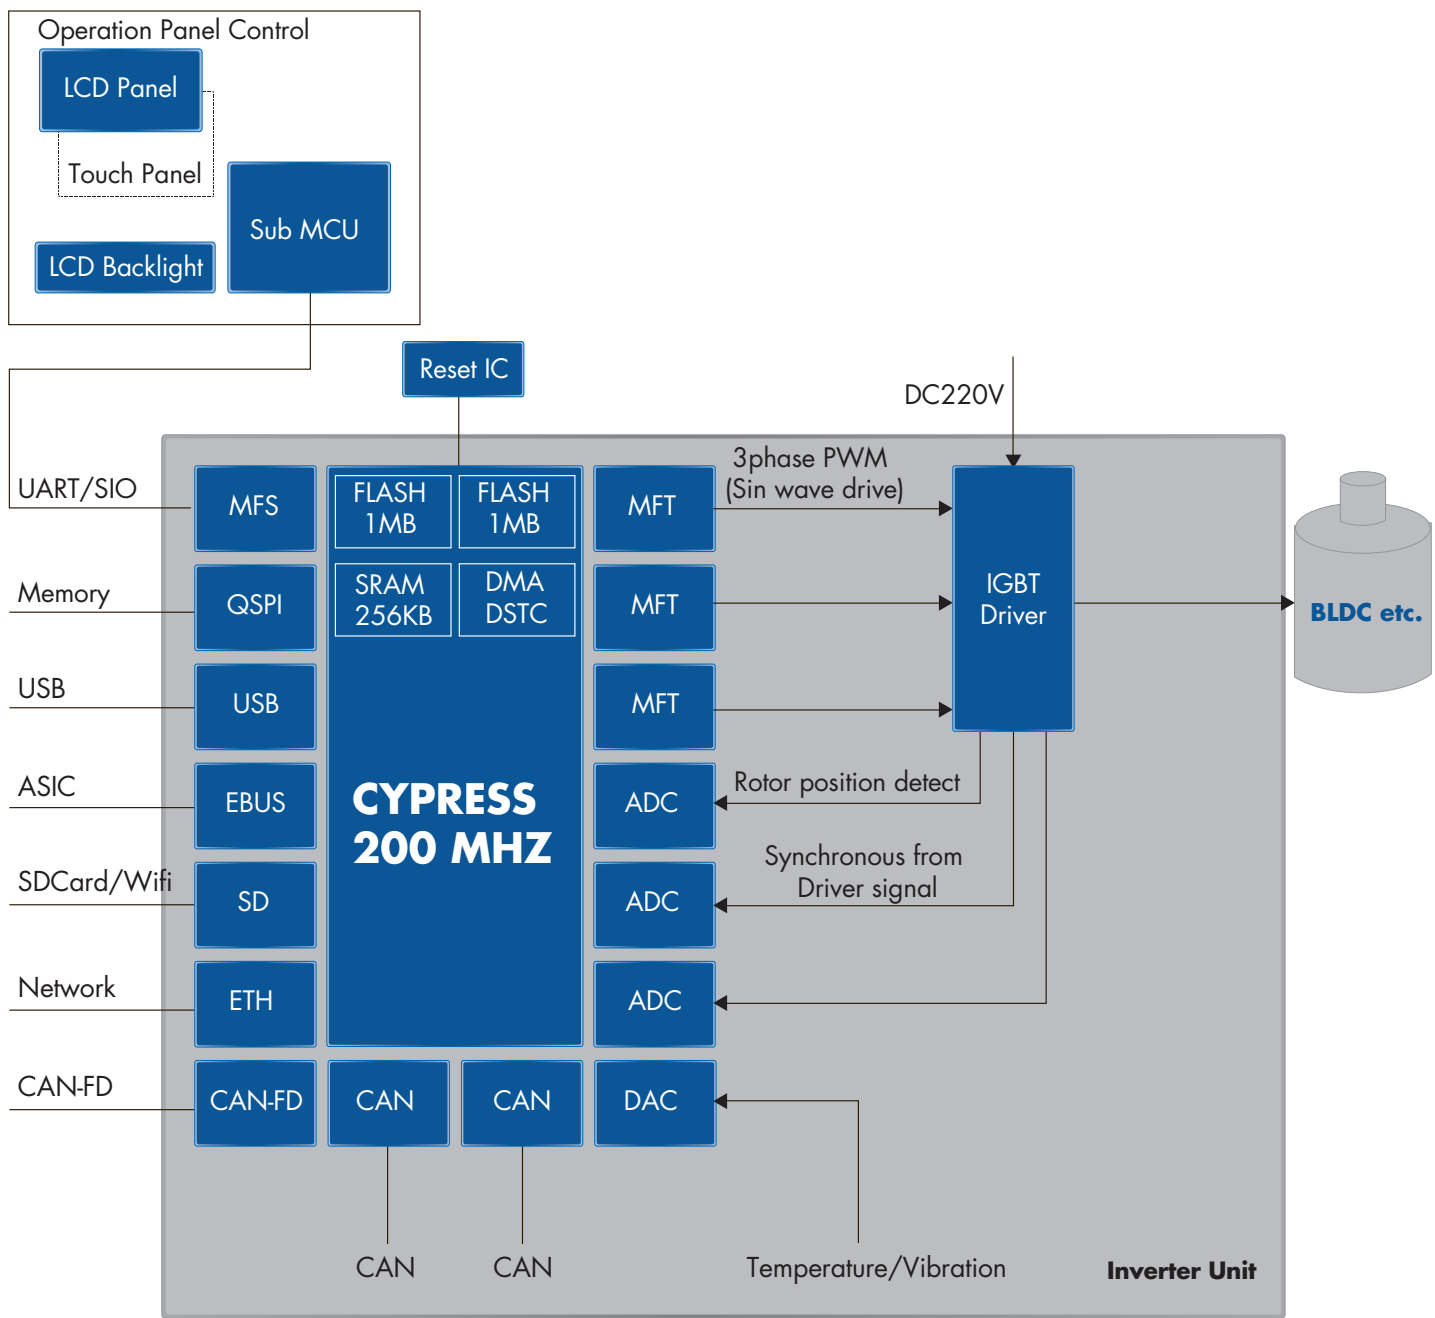 Operation Panel Control
LCD Panel
Touch Panel
Sub MCU
LCD Backlight
Reset IC
DC220V
UART/SIO
MFS
FLASH
1MB
FLASH
1MB
MFT
3phase PWM
(Sin wave drive)
Memory
QSPI
SRAM
256KB
DMA
DSTC
MFT
IGBT
Driver
BLDC etc.
USB
USB
MFT
ASIC
EBUS
CYPRESS
200 MHZ
ADC
Rotor position detect
SDCard/Wifi
SD
ADC
Synchronous from
Driver signal
Network
ETH
ADC
CAN-FD
CAN-FD
CAN
CAN
DAC
CAN
CAN
Temperature/Vibration
Inverter Unit